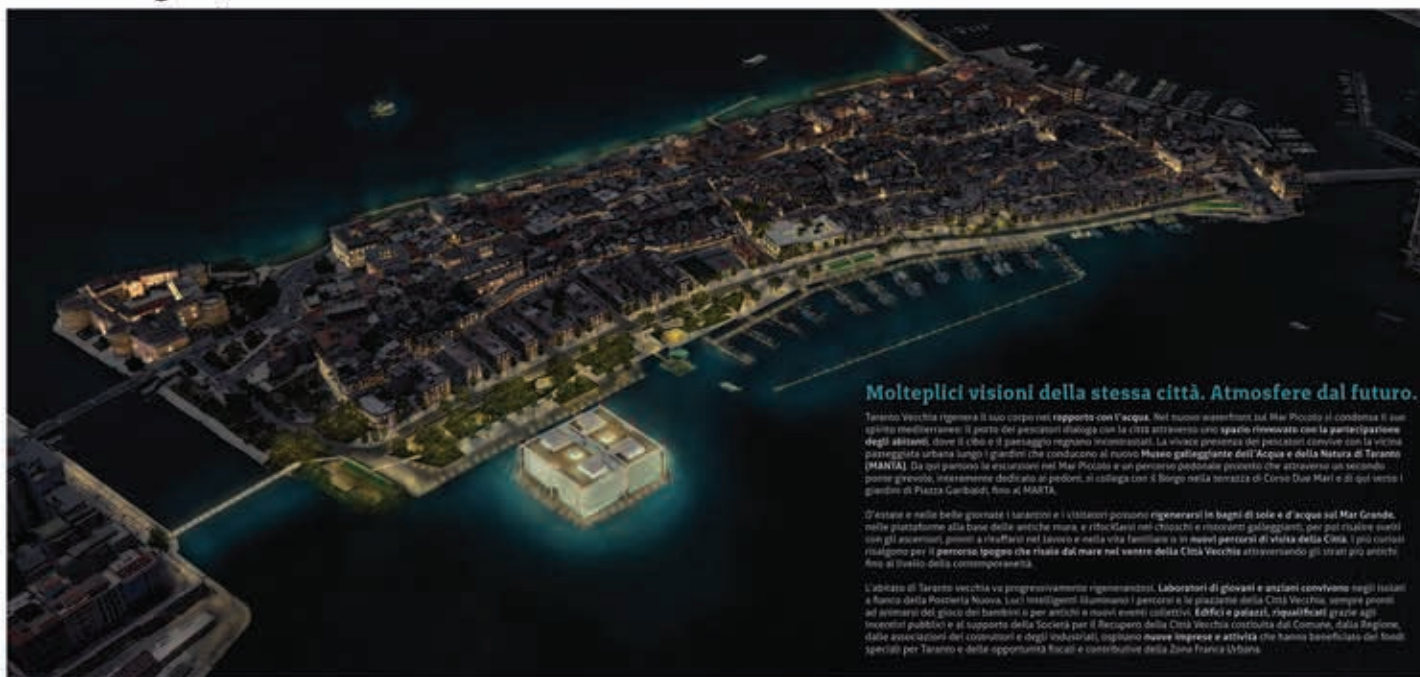 Molteplici visioni della stessa città. Atmosfere dal futuro.
Taranto Vecchia rigenera il suo corpo nel rapporto con l'acqua. Nel nuovo waterfront sul Mar Piccolo si condensa il suo
spirito mediterraneo: il porto dei pescatori dialoga con la città attraverso uno spazio rinnovato con la partecipazione
degli abitanti, dove il cibo e il paesaggio regnano incontrastati. La vivace presenza dei pescatori convive con la vicina
passeggiata urbana lungo i giardini che conducono al nuovo Museo galleggiante dell'Acqua e della Natura di Taranto
(MANTA). Da qui partono le escursioni nel Mar Piccolo e un percorso pedonale protetto che attraverso un secondo
ponte girevole, interamente dedicato ai pedoni, si collega con il Borgo nella terrazza di Corso Due Mari e di qui verso i
giardini di Piazza Garibaldi, fino al MARTA.
D'estate e nelle belle giornate i tarantini e i visitatori possono rigenerarsi in bagni di sole e d'acqua sul Mar Grande,
nelle piattaforme alla base delle antiche mura, e rifocillarsi nei chioschi e ristoranti galleggianti, per poi risalire svelti
con gli ascensori, pronti a rituffarsi nel lavoro e nella vita familiare o in nuovi percorsi di visita della Città. I più curiosi
risalgono per il percorso ipogeo che risale dal mare nel ventre della Città Vecchia attraversando gli strati più antichi
fino al livello della contemporaneità.
L'abitato di Taranto vecchia va progressivamente rigenerandosi. Laboratori di giovani e anziani convivono negli isolati
a fianco della Postierla Nuova. Luci intelligenti illuminano i percorsi e le piazzette della Città Vecchia, sempre pronti
ad animarsi del gioco dei bambini o per antichi e nuovi eventi collettivi. Edifici e palazzi, riqualificati grazie agli
incentivi pubblici e al supporto della Società per il Recupero della Città Vecchia costituita dal Comune, dalla Regione,
dalle associazioni dei costruttori e degli industriali, ospitano nuove imprese e attività che hanno beneficiato dei fondi
speciali per Taranto e delle opportunità fiscali e contributive della Zona Franca Urbana.